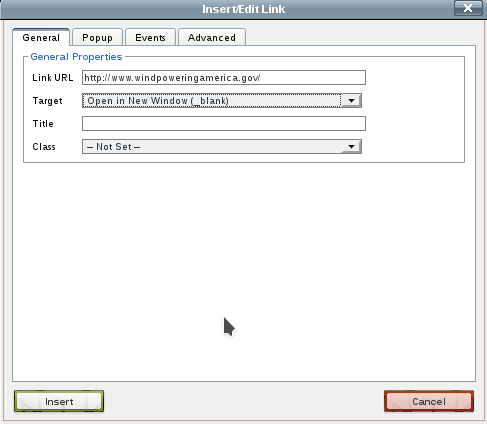 Insert/Edit Link
General Popup Events Advanced
General Properties
Link URL http://www.windpoweringamerica.gov/
Target Open in New Window (_blank)
Title
Class -- Not Set --
Insert Cancel